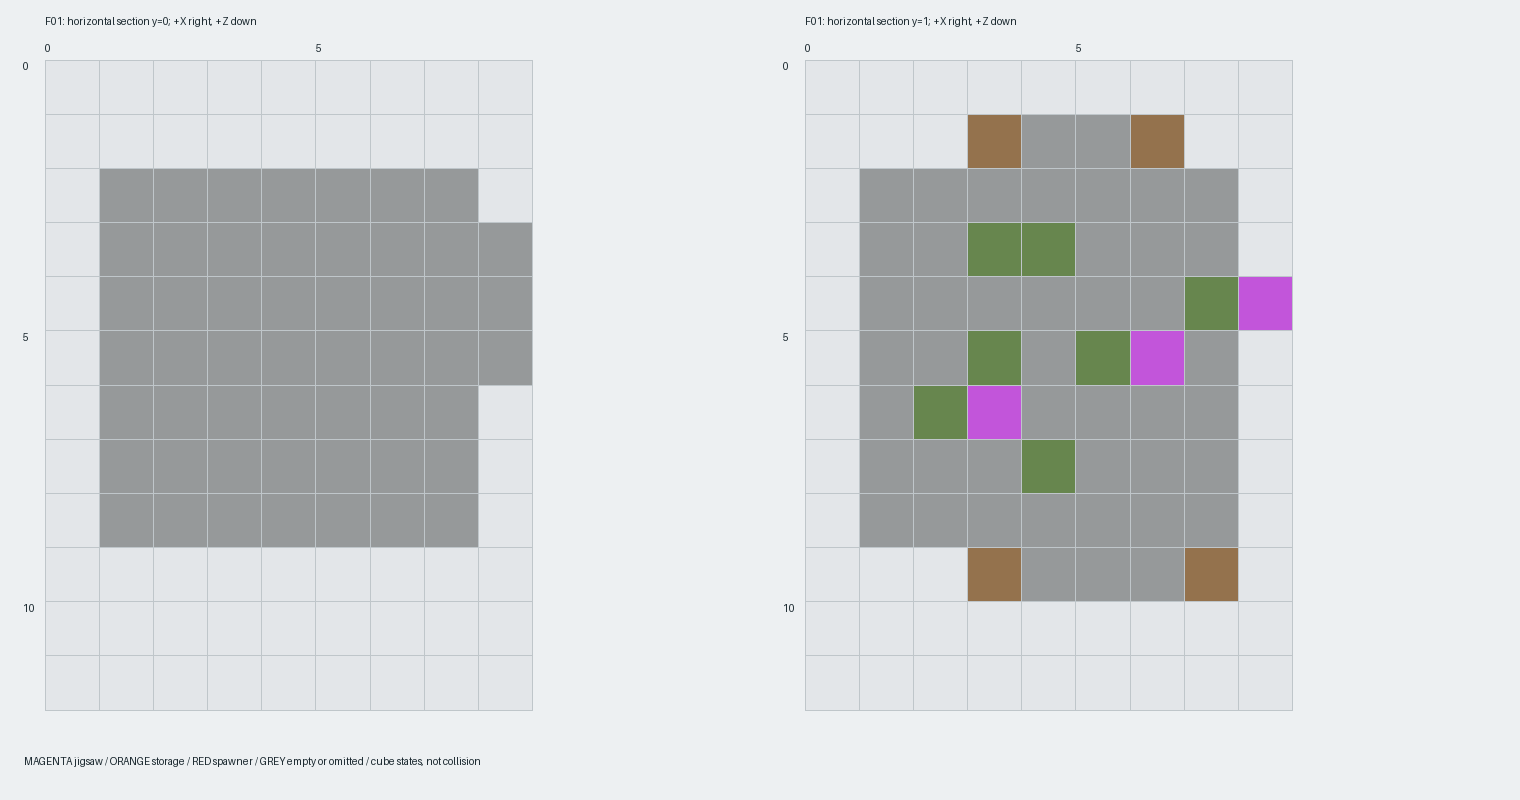 F01: horizontal section y=0; +X right, +Z down
F01: horizontal section y=1; +X right, +Z down
0 5
0 5
0
5
10
0
5
10
MAGENTA jigsaw / ORANGE storage / RED spawner / GREY empty or omitted / cube states, not collision